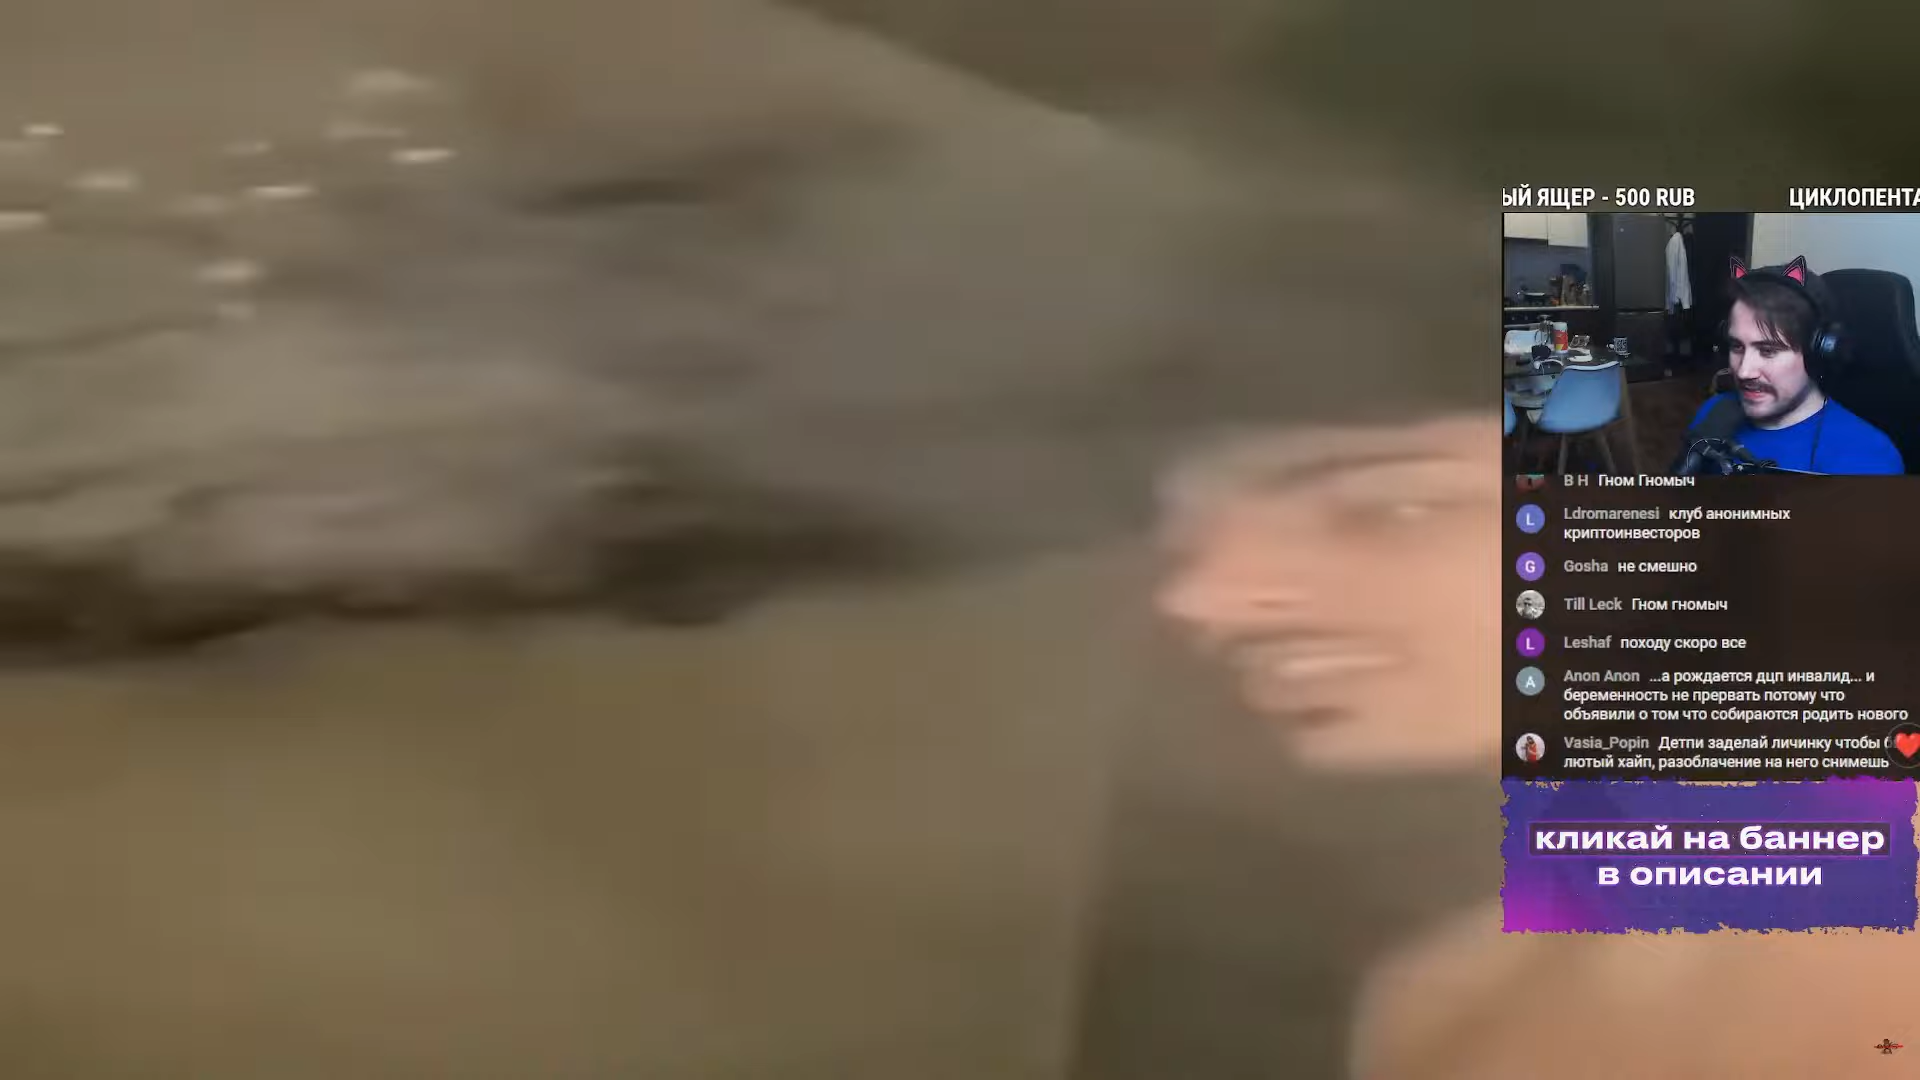 ЫЙ ЯЩЕР - 500 RUB
ЦИКЛОПЕНТА
B H Гном Гномыч
Ldromarenesi клуб анонимных
криптоинвесторов
Gosha не смешно
Till Leck Гном гномыч
Leshaf походу скоро все
Anon Anon ...а рождается дцп инвалид... и
беременность не прервать потому что
объявили о том что собираются родить нового
Vasia_Popin Детпи заделай личинку чтобы
лютый хайп, разоблачение на него снимешь
L
G
L
A
кликай на баннер
в описании